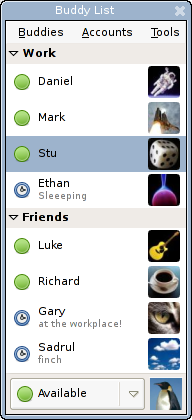 Buddy List
Buddies Accounts Tools
Work
Daniel
Mark
Stu
Ethan
Sleeeping
Friends
Luke
Richard
Gary
at the workplace!
Sadrul
finch
Available